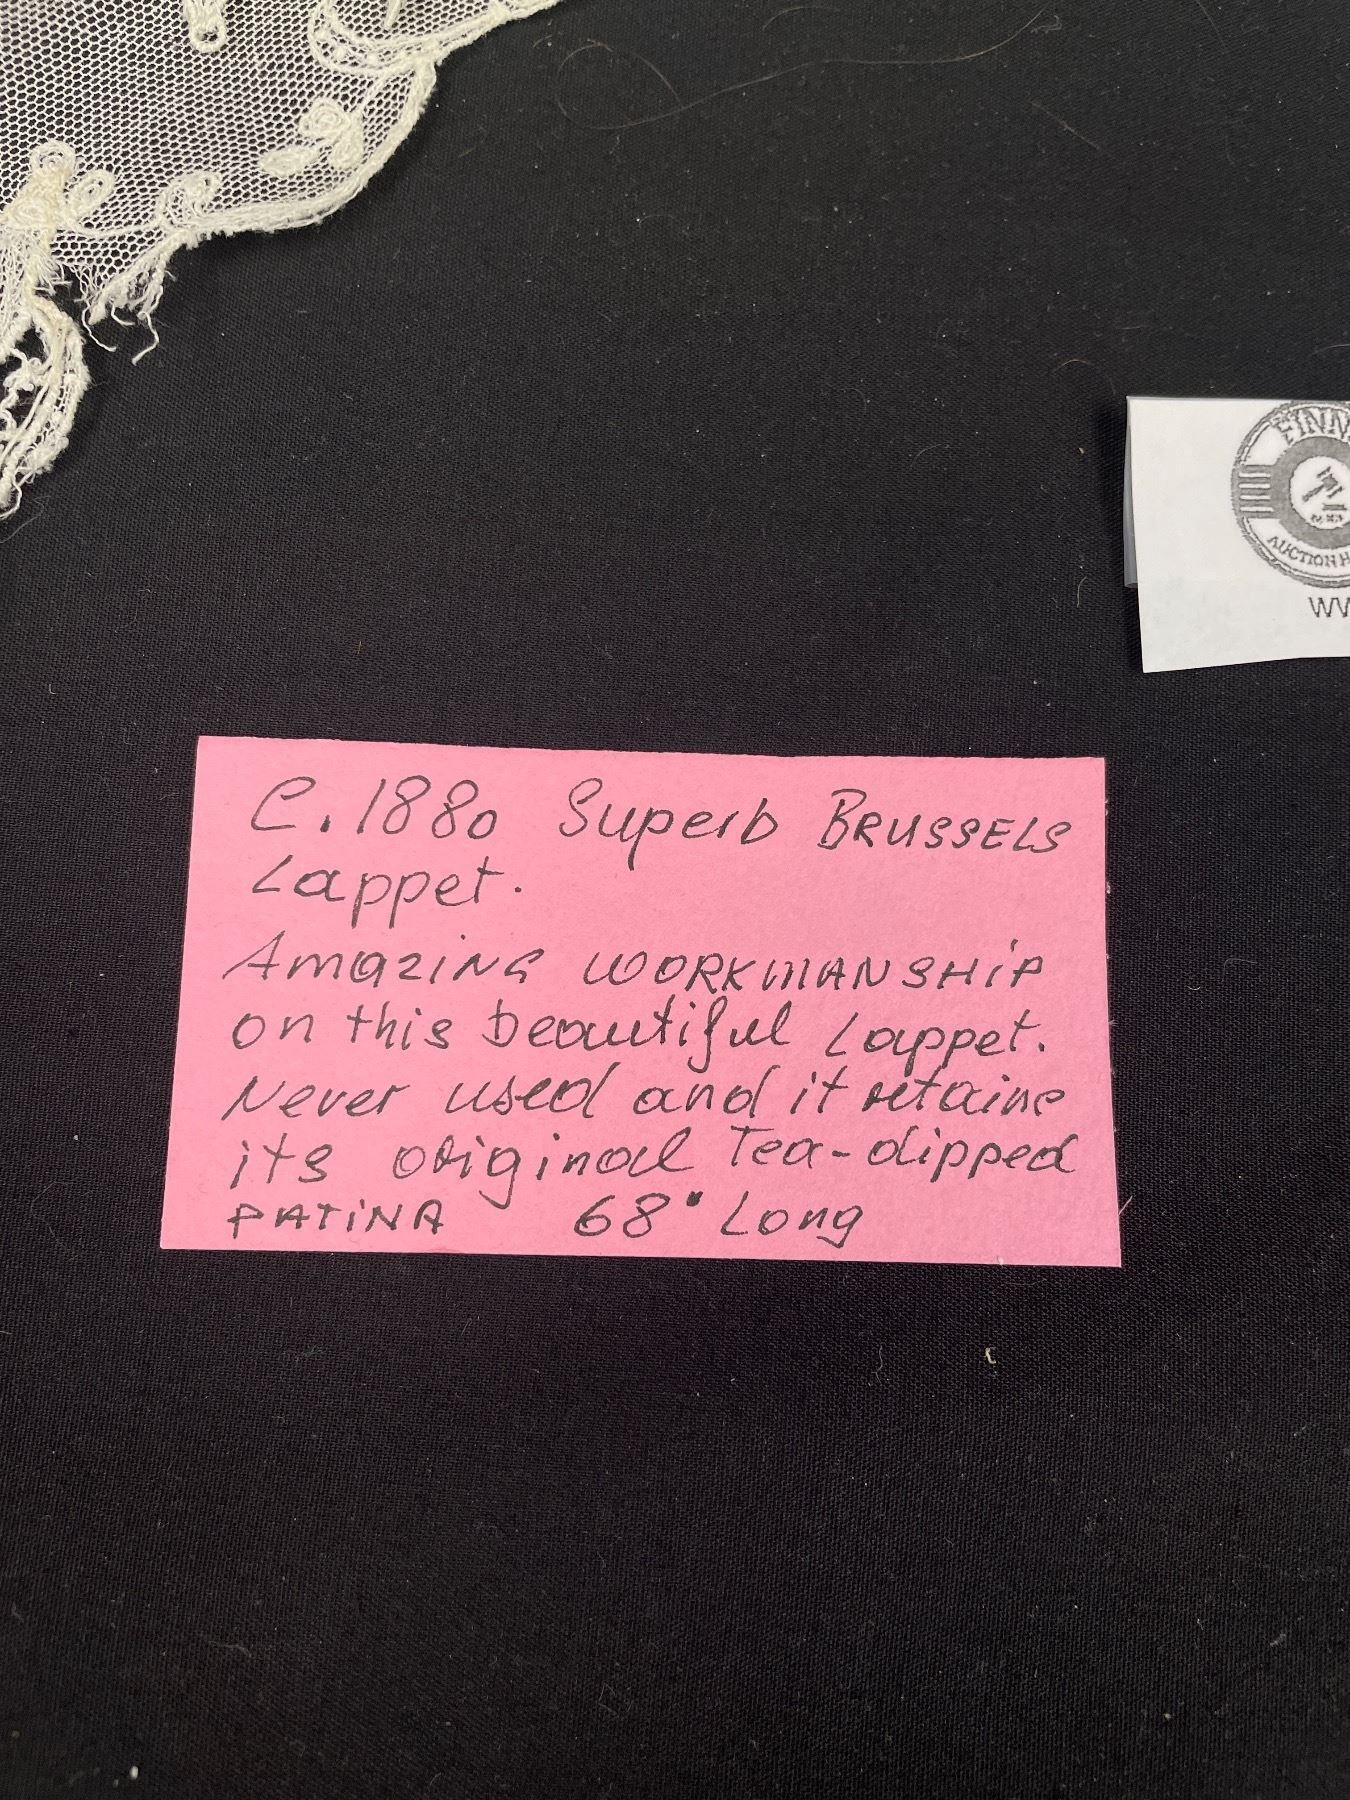 C. 1880 Superb BRUSSELS
Lappet.
Amazing WORKMANSHiP
on this beautiful Lappet.
Never used and it retains
its original Tea-dipped
PATiNA 68" Long
AUCTION